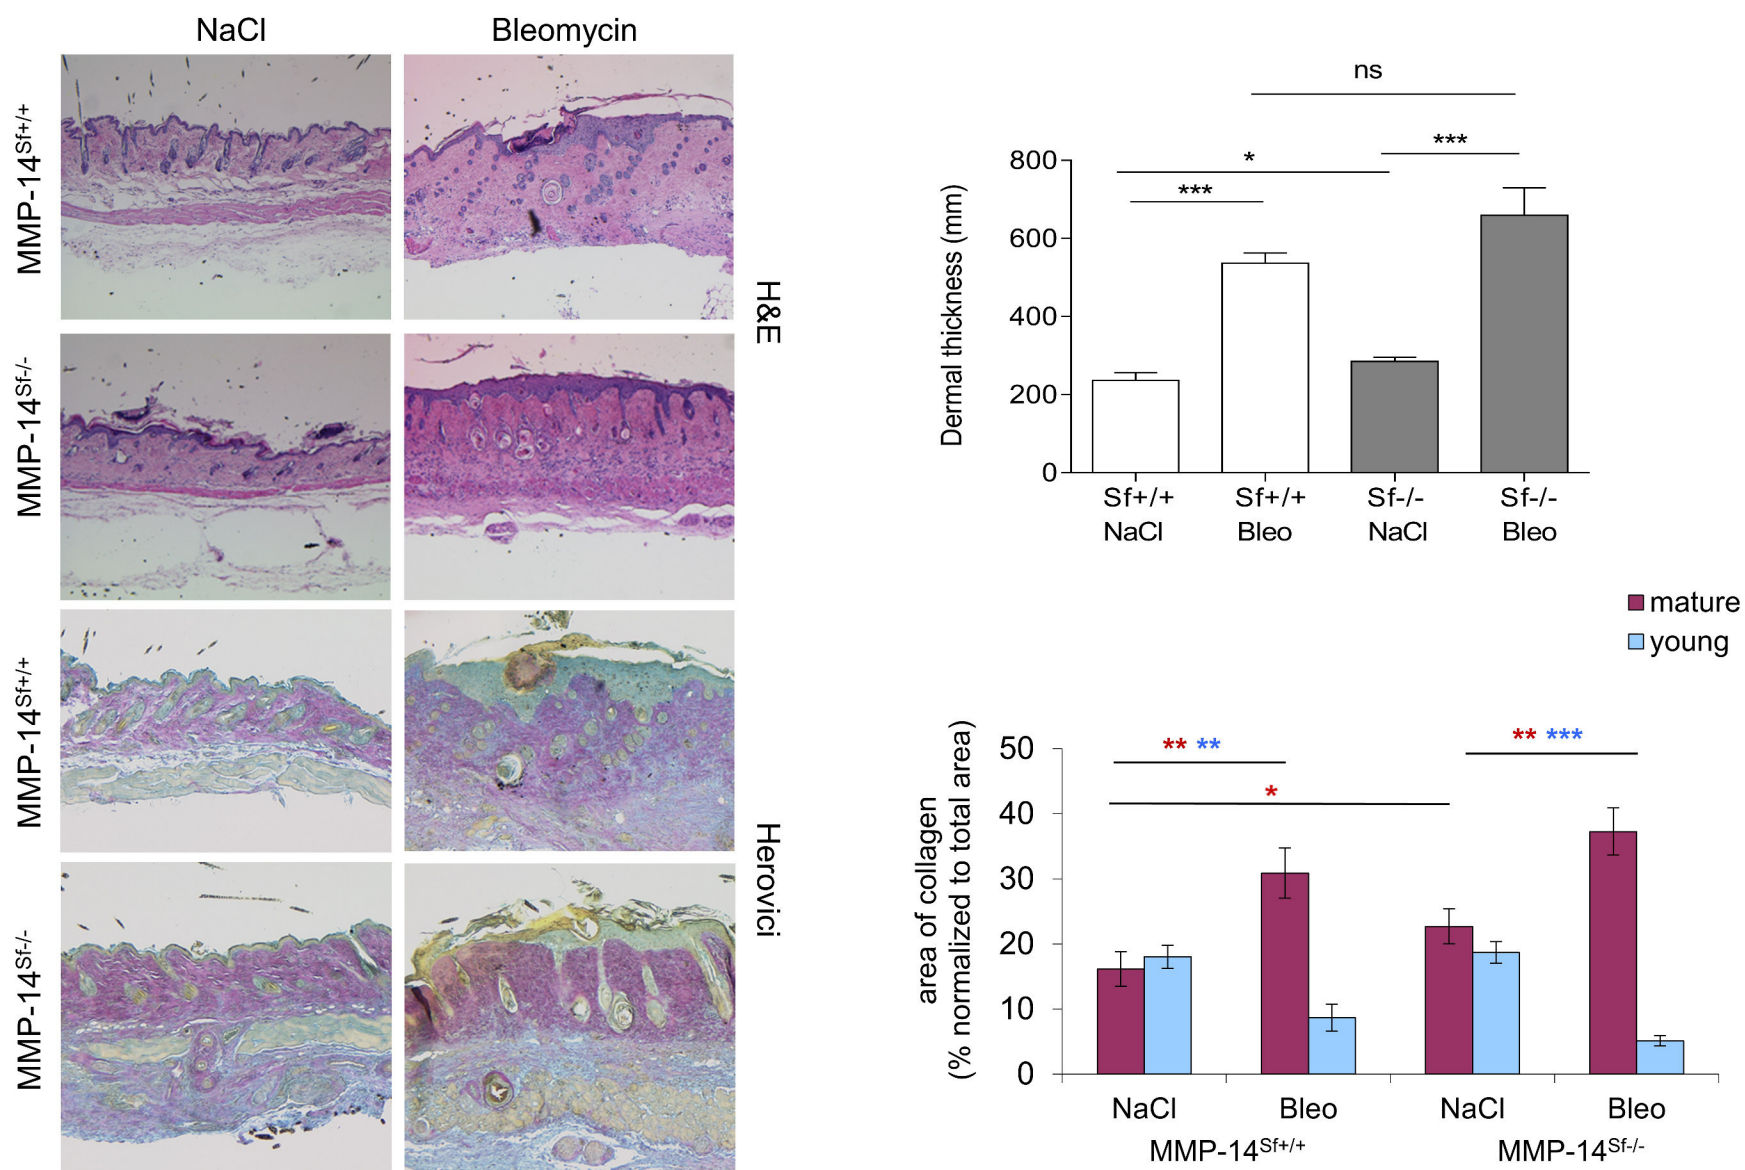 NaCl Bleomycin
MMP-14Sf+/+
MMP-14Sf-/-
H&E
MMP-14Sf+/+
MMP-14Sf-/-
Herovici
ns
*
***
***
Dermal thickness (mm)
800
600
400
200
0
Sf+/+ Sf+/+ Sf-/- Sf-/-
NaCl Bleo NaCl Bleo
mature
young
** **
*
** ***
area of collagen
(% normalized to total area)
50
40
30
20
10
0
NaCl Bleo NaCl Bleo
MMP-14Sf+/+ MMP-14Sf-/-